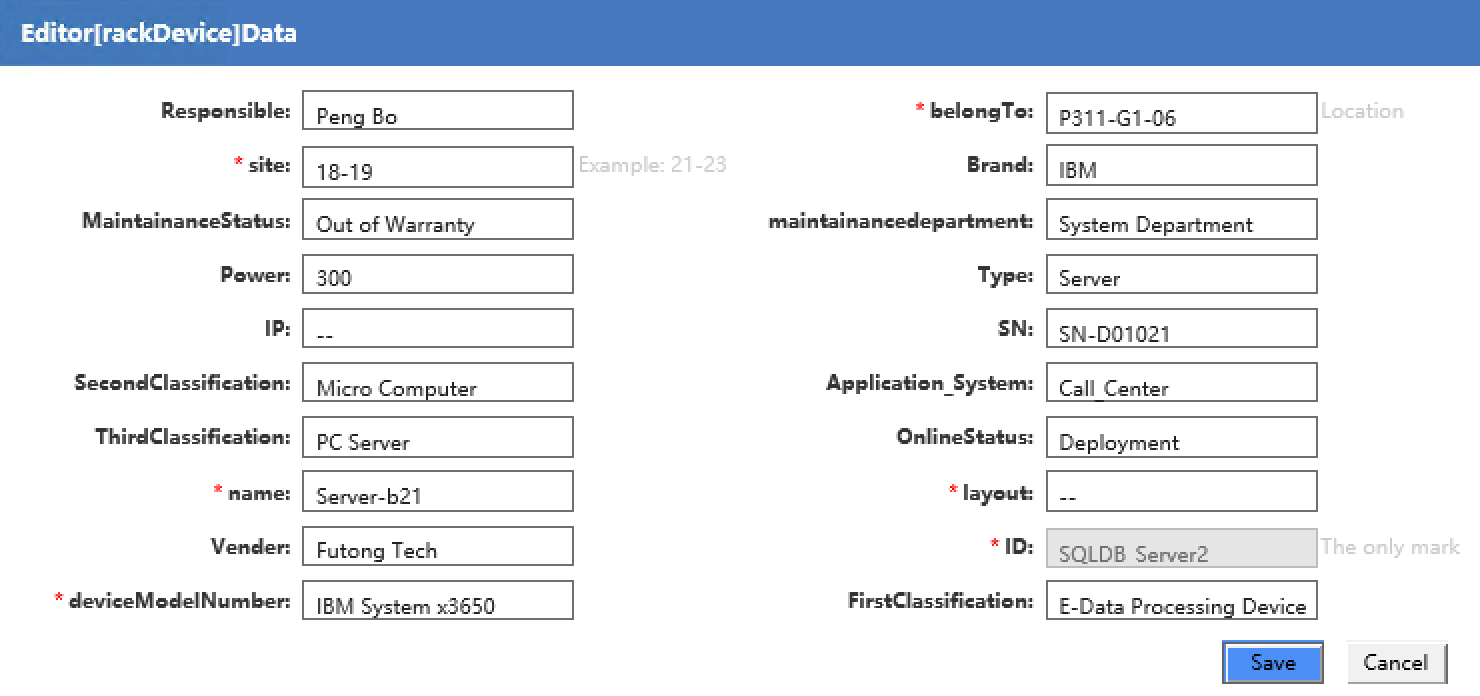 Editor[rackDevice]Data
Responsible: Peng Bo * belongTo: P311-G1-06 Location
* site: 18-19 Example: 21-23 Brand: IBM
MaintainanceStatus: Out of Warranty maintainancedepartment: System Department
Power: 300 Type: Server
IP: -- SN: SN-D01021
SecondClassification: Micro Computer Application_System: Call_Center
ThirdClassification: PC Server OnlineStatus: Deployment
* name: Server-b21 * layout: --
Vender: Futong Tech * ID: SQLDB_Server2 The only mark
* deviceModelNumber: IBM System x3650 FirstClassification: E-Data Processing Device
Save Cancel